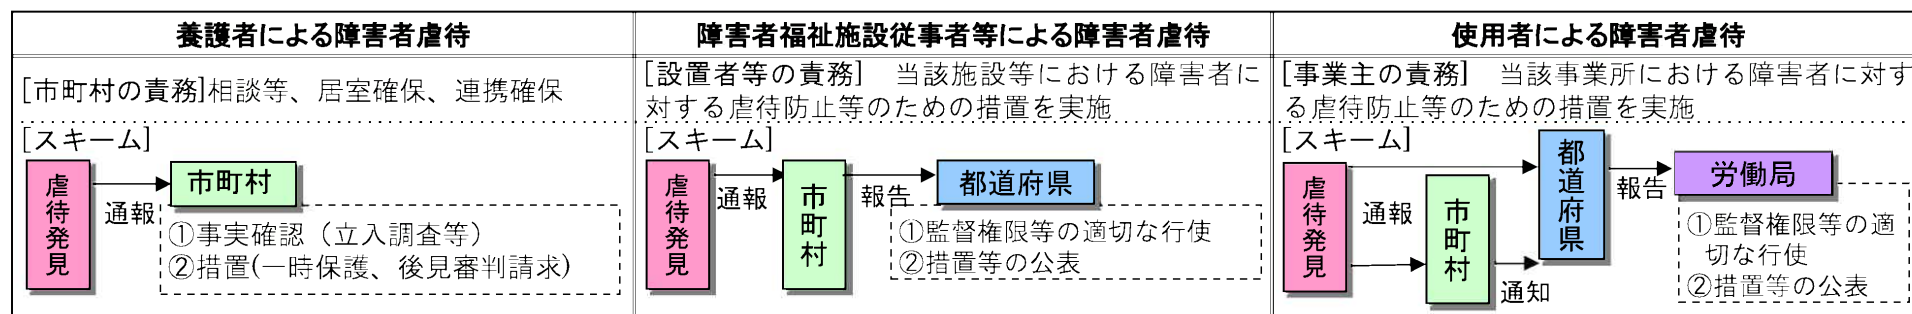 養護者による障害者虐待
[市町村の責務]相談等、居室確保、連携確保
[スキーム]
虐待発見
通報
市町村
①事実確認（立入調査等）
②措置(一時保護、後見審判請求)
障害者福祉施設従事者等による障害者虐待
[設置者等の責務]　当該施設等における障害者に
対する虐待防止等のための措置を実施
[スキーム]
虐待発見
通報
市町村
報告
都道府県
①監督権限等の適切な行使
②措置等の公表
使用者による障害者虐待
[事業主の責務]　当該事業所における障害者に対す
る虐待防止等のための措置を実施
[スキーム]
虐待発見
通報
市町村
通知
都道府県
報告
労働局
①監督権限等の適
切な行使
②措置等の公表